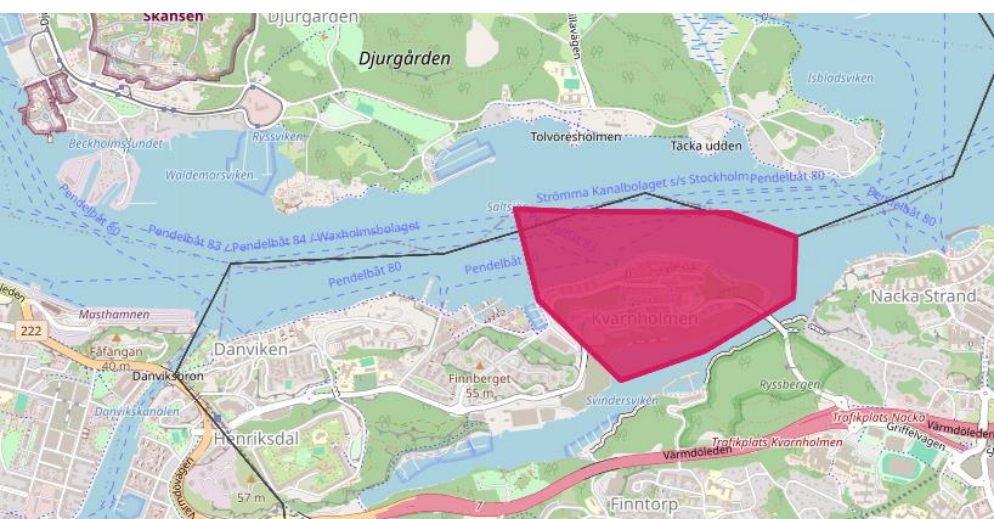 Skansen
Djurgården
Djurgården
Isbladsviken
Tolvöresholmen
Täcka udden
Ryssviken
Beckholmssundet
Waldemarsviken
Strömma Kanalbolaget s/s Stockholm
Pendelbåt 80
Pendelbåt 80
Pendelbåt 80
Pendelbåt 83 / Pendelbåt 84 / Waxholmsbolaget
Pendelbåt 80
Pendelbåt
Nacka Strand
Kvarnholmen
Masthamnen
222
Fåfängan
40 m
Danviken
Danviksbron
Finnberget
55 m
Ryssbergen
Svindersviken
Danvikskanalen
Henriksdal
Trafikplats Nacka
Värmdöleden
Griffelvägen
Trafikplats Kvarnholmen
Värmdöleden
Värmdövägen
57 m
7
Finntorp